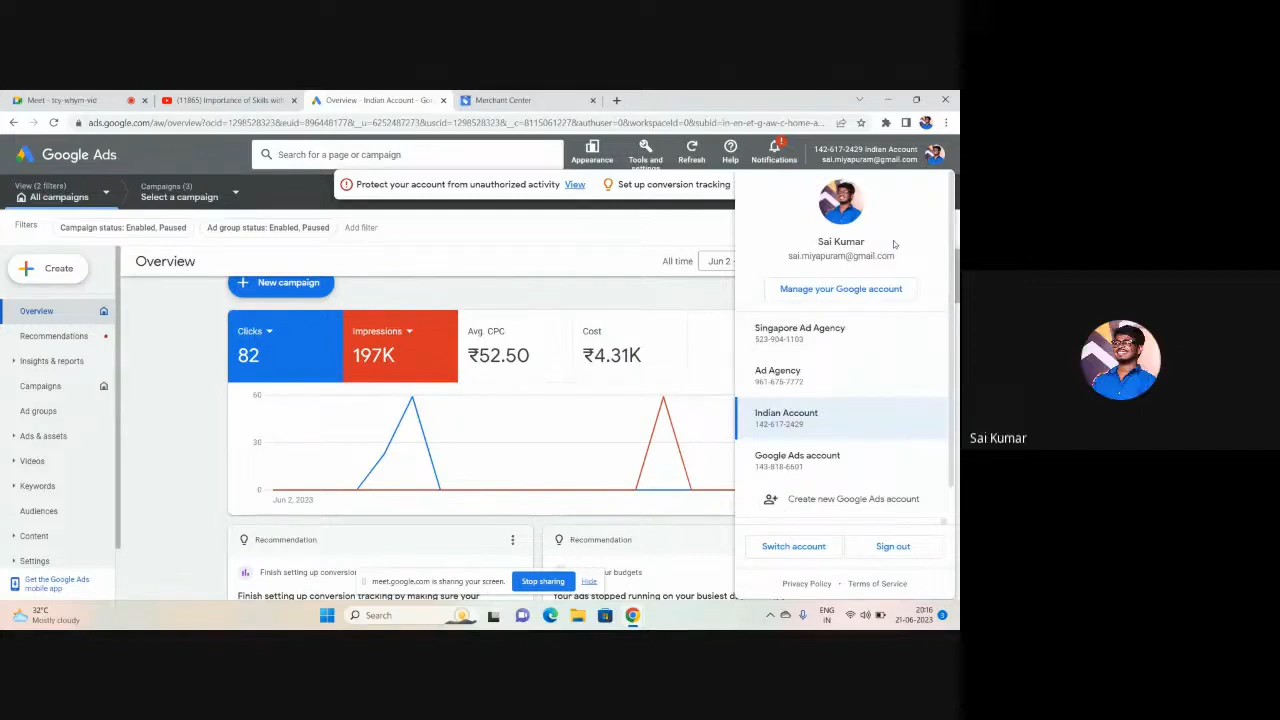 Meet - tcy-whym-vid
(11865) Importance of Skills with
Overview - Indian Account - Go
Merchant Center
ads.google.com/aw/overview?ocid=1298528323&euid=896448177&__u=6252487273&uscid=1298528323&__c=8115061227&authuser=0&workspaceId=0&subid=in-en-et-g-aw-c-home-a...
Google Ads
Search for a page or campaign
Appearance
Tools and settings
Refresh
Help
Notifications
142-617-2429 Indian Account
sai.miyapuram@gmail.com
View (2 filters)
All campaigns
Campaigns (3)
Select a campaign
Protect your account from unauthorized activity View
Set up conversion tracking
Filters
Campaign status: Enabled, Paused
Ad group status: Enabled, Paused
Add filter
Create
Overview
Recommendations
Insights & reports
Campaigns
Ad groups
Ads & assets
Videos
Keywords
Audiences
Content
Settings
Get the Google Ads
mobile app
Overview
All time
Jun 2
New campaign
Clicks
82
Impressions
197K
Avg. CPC
₹52.50
Cost
₹4.31K
60
30
0
Jun 2, 2023
Recommendation
Finish setting up conversion
Finish setting up conversion tracking by making sure your
Recommendation
ur budgets
Your ads stopped running on your busiest
meet.google.com is sharing your screen.
Stop sharing
Hide
Sai Kumar
sai.miyapuram@gmail.com
Manage your Google account
Singapore Ad Agency
523-904-1103
Ad Agency
961-675-7772
Indian Account
142-617-2429
Google Ads account
143-818-6601
Create new Google Ads account
Switch account
Sign out
Privacy Policy
Terms of Service
32°C
Mostly cloudy
Search
ENG
IN
20:16
21-06-2023
3
Sai Kumar